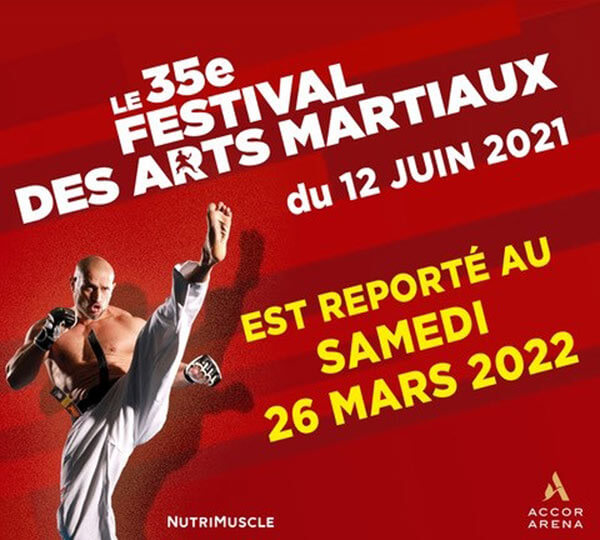 LE 35e
FESTIVAL
DES ARTS MARTIAUX
du 12 JUIN 2021
EST REPORTÉ AU
SAMEDI
26 MARS 2022
NUTRIMUSCLE
ACCOR
ARENA